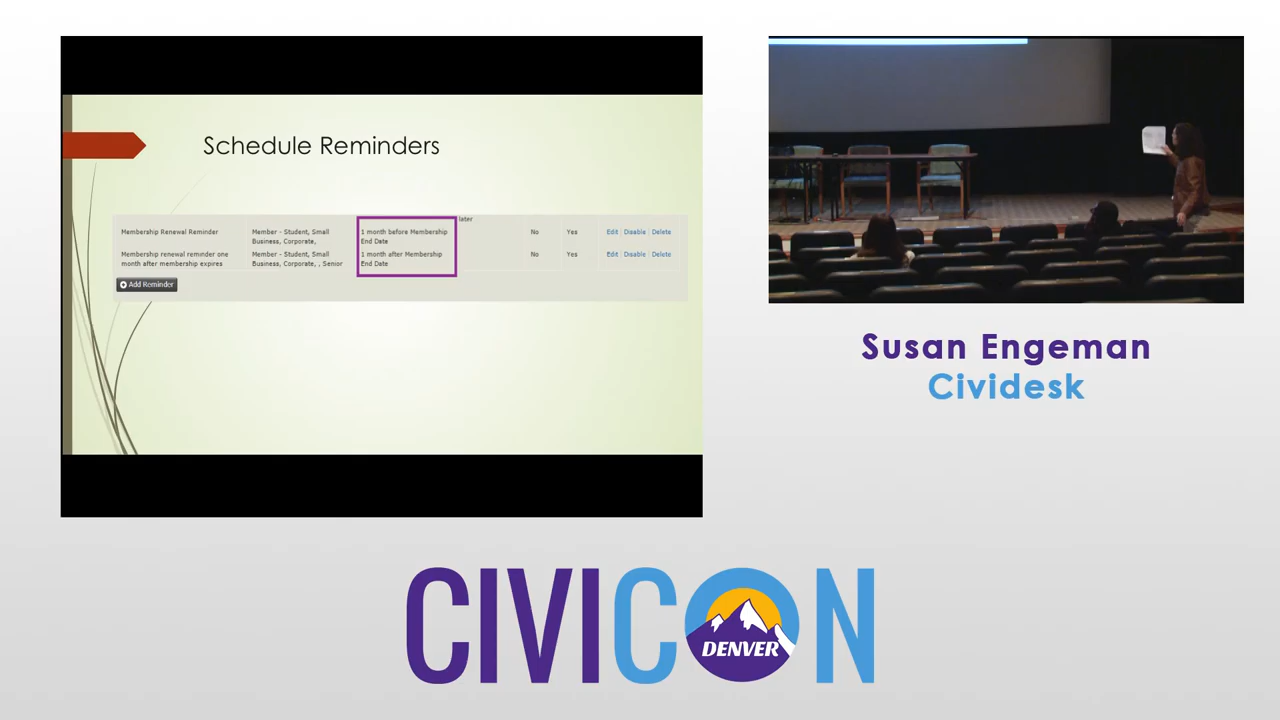 Schedule Reminders
later
Membership Renewal Reminder
Member - Student, Small
Business, Corporate,
1 month before Membership
End Date
No
Yes
Edit Disable Delete
Membership renewal reminder one
month after membership expires
Member - Student, Small
Business, Corporate, , Senior
1 month after Membership
End Date
No
Yes
Edit Disable Delete
Add Reminder
Susan Engeman
Cividesk
CIVICON
DENVER